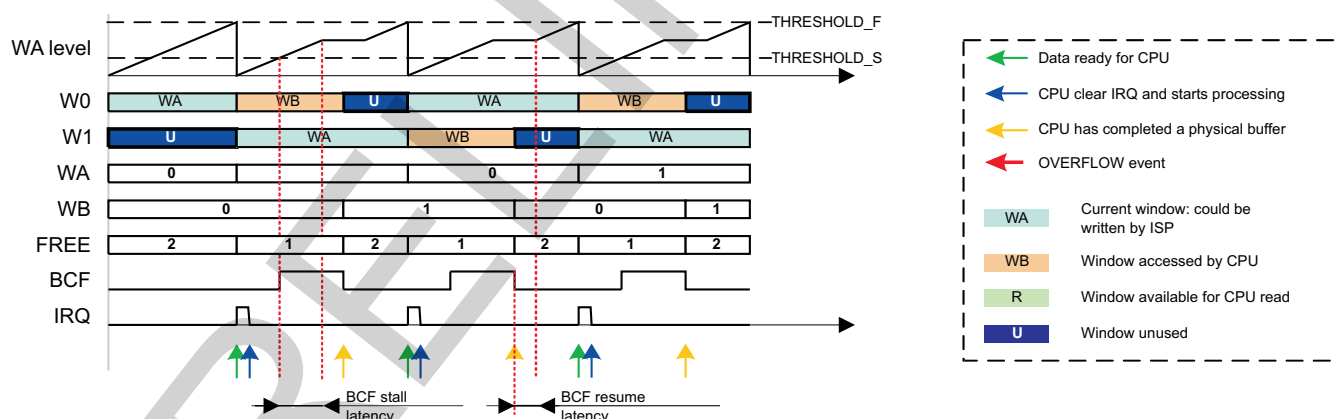 THRESHOLD_F
WA level
THRESHOLD_S
W0 WA WB U WA WB U
W1 U WA WB U WA
WA 0 0 1
WB 0 1 0 1
FREE 2 1 2 1 2 1 2
BCF
IRQ
BCF stall
latency
BCF resume
latency
Data ready for CPU
CPU clear IRQ and starts processing
CPU has completed a physical buffer
OVERFLOW event
WA Current window: could be
written by ISP
WB Window accessed by CPU
R Window available for CPU read
U Window unused